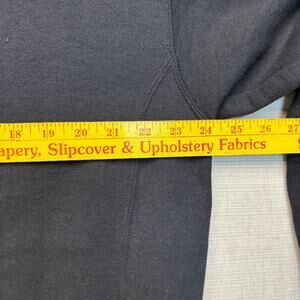 18 19 20 21 22 23 24 25 26 27
apery, Slipcover & Upholstery Fabrics